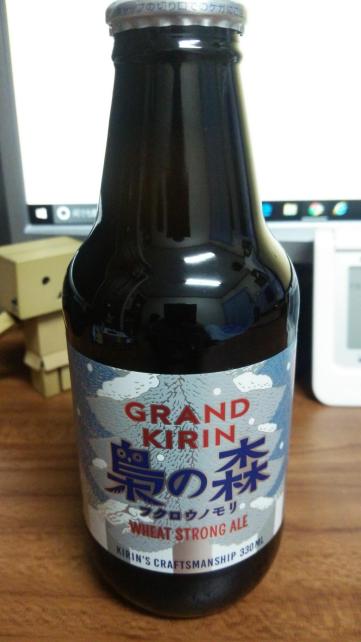 GRAND
KIRIN
梟の森
フクロウノモリ
WHEAT STRONG ALE
KIRIN'S CRAFTSMANSHIP 330ML